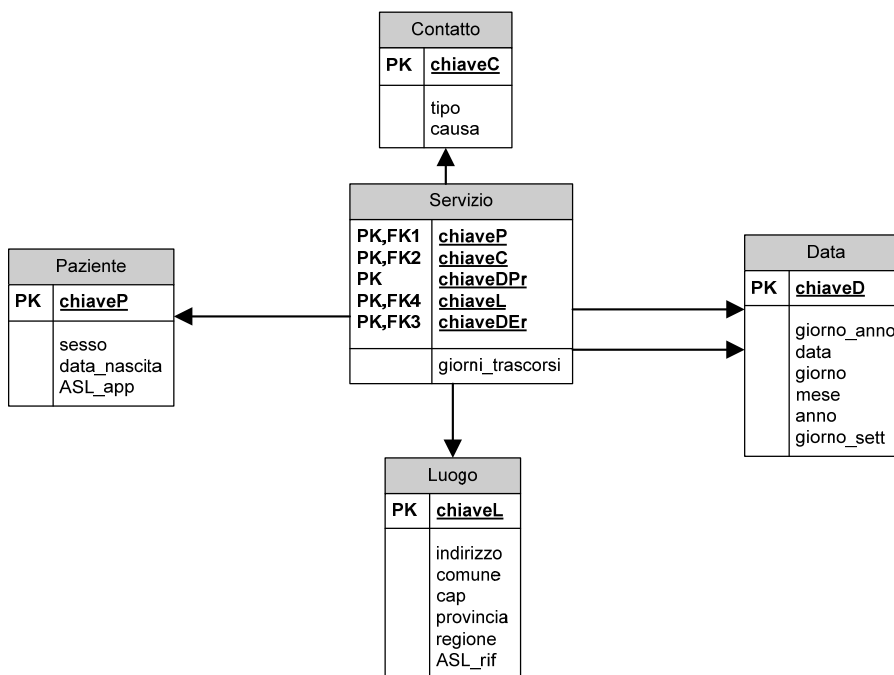 Contatto
PK chiaveC
tipo
causa
Servizio
PK,FK1 chiaveP
PK,FK2 chiaveC
PK chiaveDPr
PK,FK4 chiaveL
PK,FK3 chiaveDEr
giorni_trascorsi
Paziente
PK chiaveP
sesso
data_nascita
ASL_app
Data
PK chiaveD
giorno_anno
data
giorno
mese
anno
giorno_sett
Luogo
PK chiaveL
indirizzo
comune
cap
provincia
regione
ASL_rif